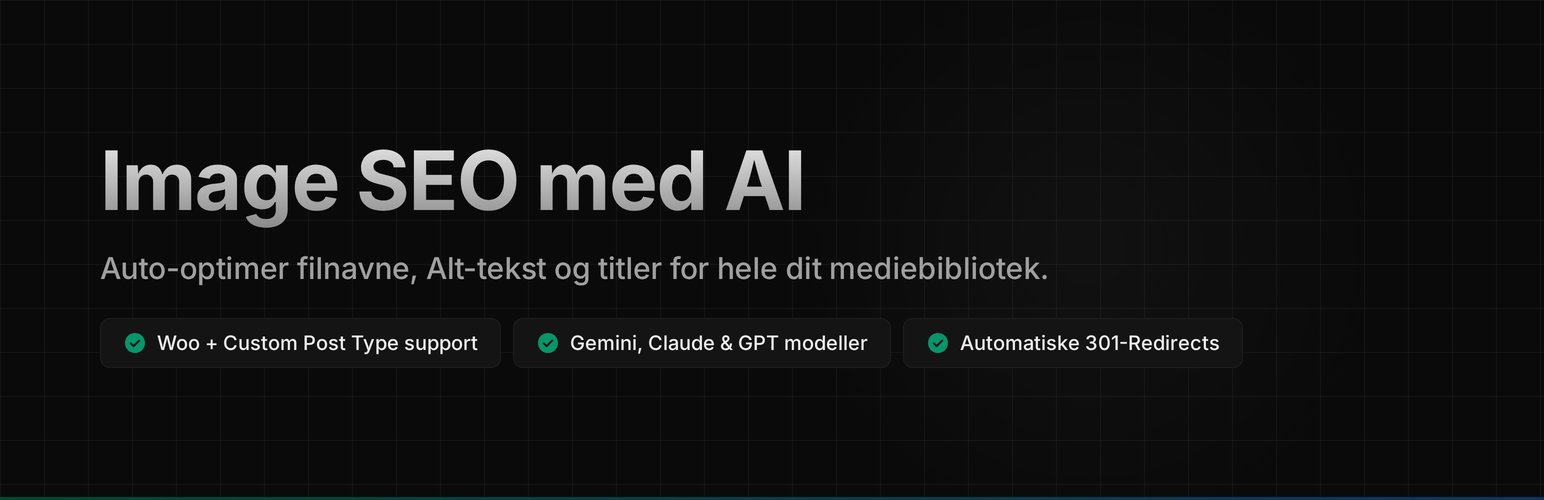 Image SEO med AI
Auto-optimer filnavne, Alt-tekst og titler for hele dit mediebibliotek.
Woo + Custom Post Type support
Gemini, Claude & GPT modeller
Automatiske 301-Redirects